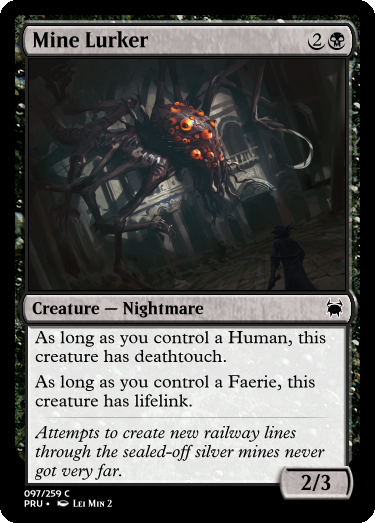 Mine Lurker 2
Creature — Nightmare
As long as you control a Human, this
creature has deathtouch.
As long as you control a Faerie, this
creature has lifelink.
Attempts to create new railway lines
through the sealed-off silver mines never
got very far.
2/3
097/259 C
PRU • Lei Min 2